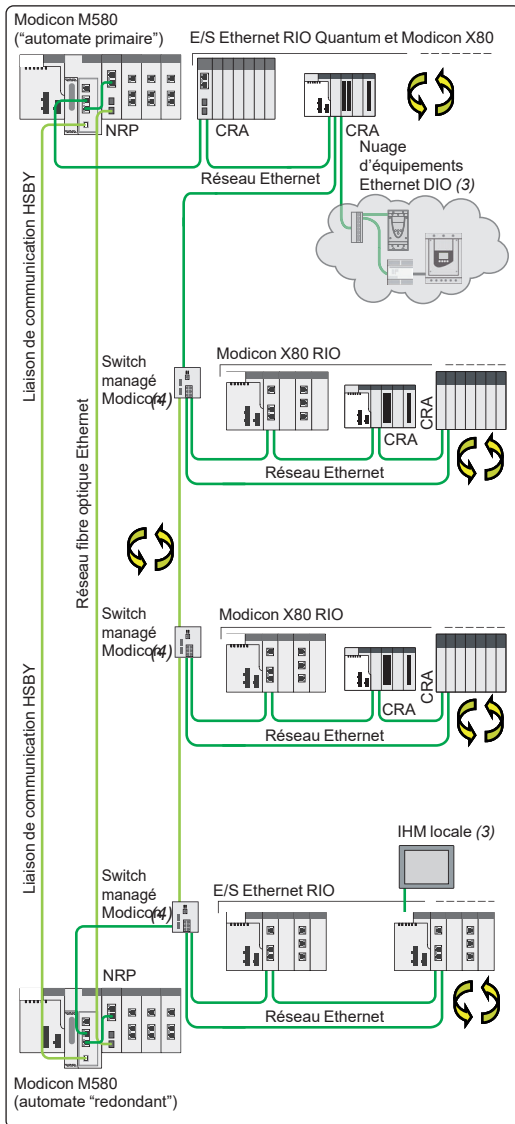 Modicon M580
(“automate primaire”)
E/S Ethernet RIO Quantum et Modicon X80
NRP
CRA
CRA
Réseau Ethernet
Nuage
d’équipements
Ethernet DIO (3)
Liaison de communication HSBY
Réseau fibre optique Ethernet
Switch
managé
Modicon(4)
Modicon X80 RIO
CRA
CRA
Réseau Ethernet
Switch
managé
Modicon(4)
Modicon X80 RIO
CRA
CRA
Réseau Ethernet
Liaison de communication HSBY
IHM locale (3)
Switch
managé
Modicon(4)
E/S Ethernet RIO
NRP
Réseau Ethernet
Modicon M580
(automate “redondant”)